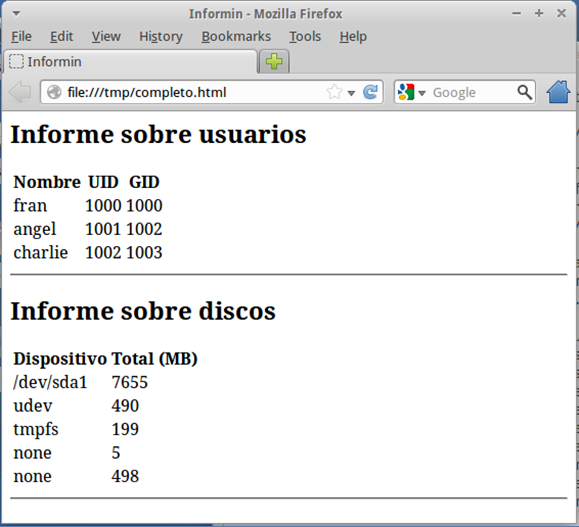 Informin - Mozilla Firefox
File Edit View History Bookmarks Tools Help
Informin
file:///tmp/completo.html Google
Informe sobre usuarios
Nombre UID GID
fran 1000 1000
angel 1001 1002
charlie 1002 1003
Informe sobre discos
Dispositivo Total (MB)
/dev/sda1 7655
udev 490
tmpfs 199
none 5
none 498